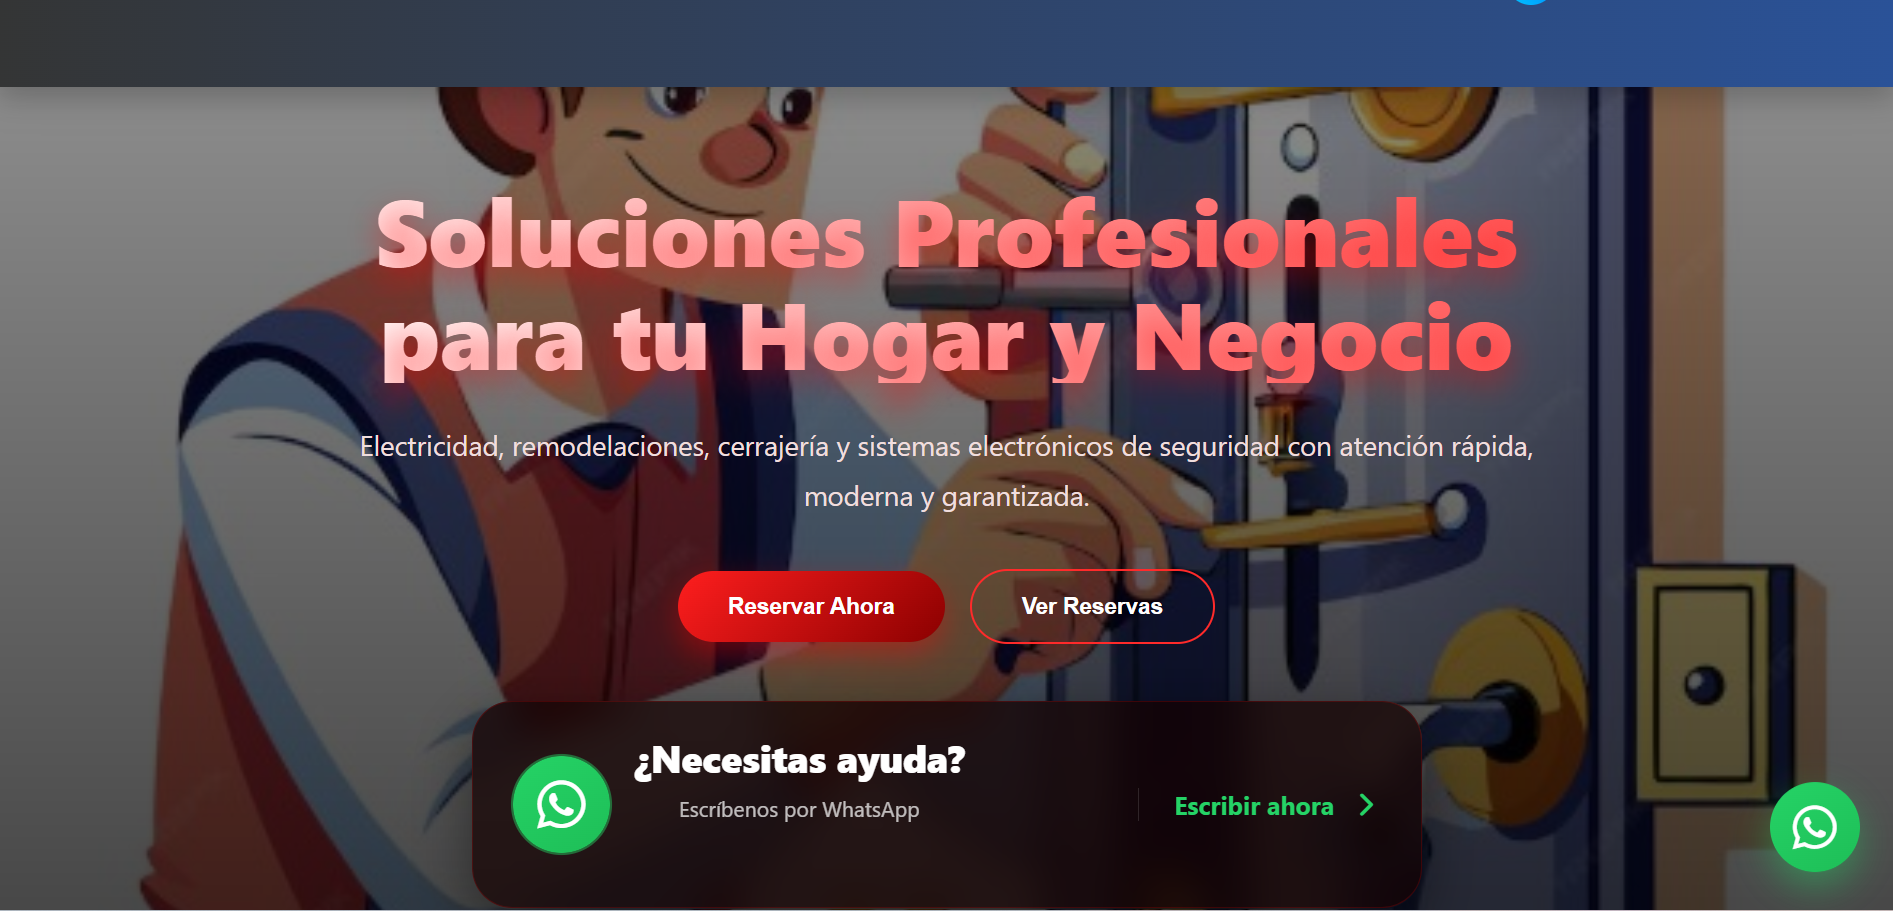 Soluciones Profesionales
para tu Hogar y Negocio
Electricidad, remodelaciones, cerrajería y sistemas electrónicos de seguridad con atención rápida,
moderna y garantizada.
Reservar Ahora
Ver Reservas
¿Necesitas ayuda?
Escríbenos por WhatsApp
Escribir ahora